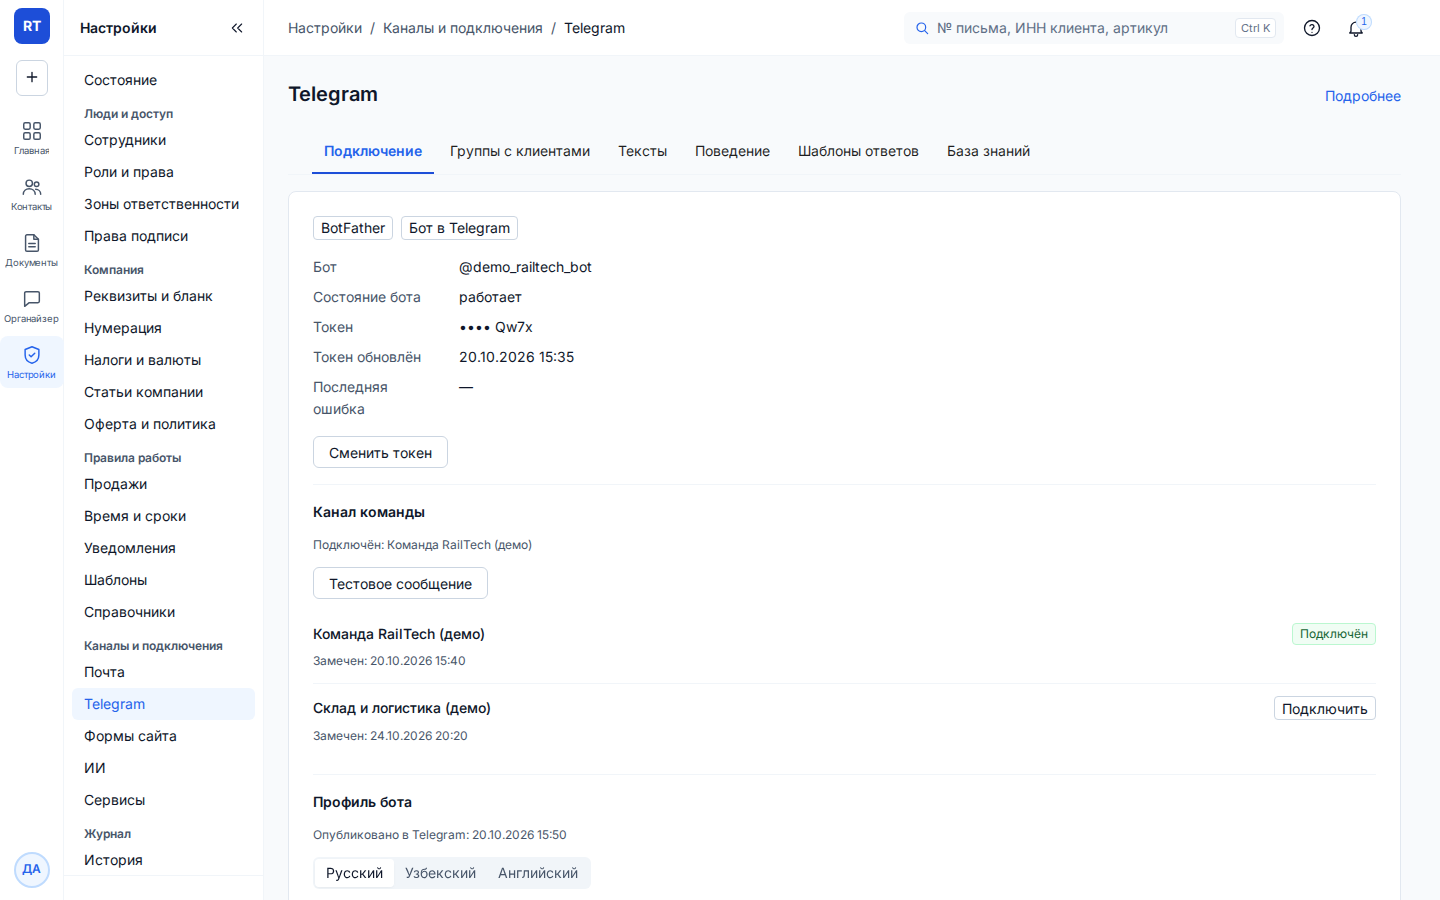 RT
Настройки
Настройки / Каналы и подключения / Telegram
№ письма, ИНН клиента, артикул
Ctrl K
1
Главная
Контакты
Документы
Органайзер
Настройки
ДА
Состояние
Люди и доступ
Сотрудники
Роли и права
Зоны ответственности
Права подписи
Компания
Реквизиты и бланк
Нумерация
Налоги и валюты
Статьи компании
Оферта и политика
Правила работы
Продажи
Время и сроки
Уведомления
Шаблоны
Справочники
Каналы и подключения
Почта
Telegram
Формы сайта
ИИ
Сервисы
Журнал
История
Telegram
Подробнее
Подключение
Группы с клиентами
Тексты
Поведение
Шаблоны ответов
База знаний
BotFather
Бот в Telegram
Бот @demo_railtech_bot
Состояние бота работает
Токен •••• Qw7x
Токен обновлён 20.10.2026 15:35
Последняя ошибка —
Сменить токен
Канал команды
Подключён: Команда RailTech (демо)
Тестовое сообщение
Команда RailTech (демо)
Подключён
Замечен: 20.10.2026 15:40
Склад и логистика (демо)
Подключить
Замечен: 24.10.2026 20:20
Профиль бота
Опубликовано в Telegram: 20.10.2026 15:50
Русский
Узбекский
Английский